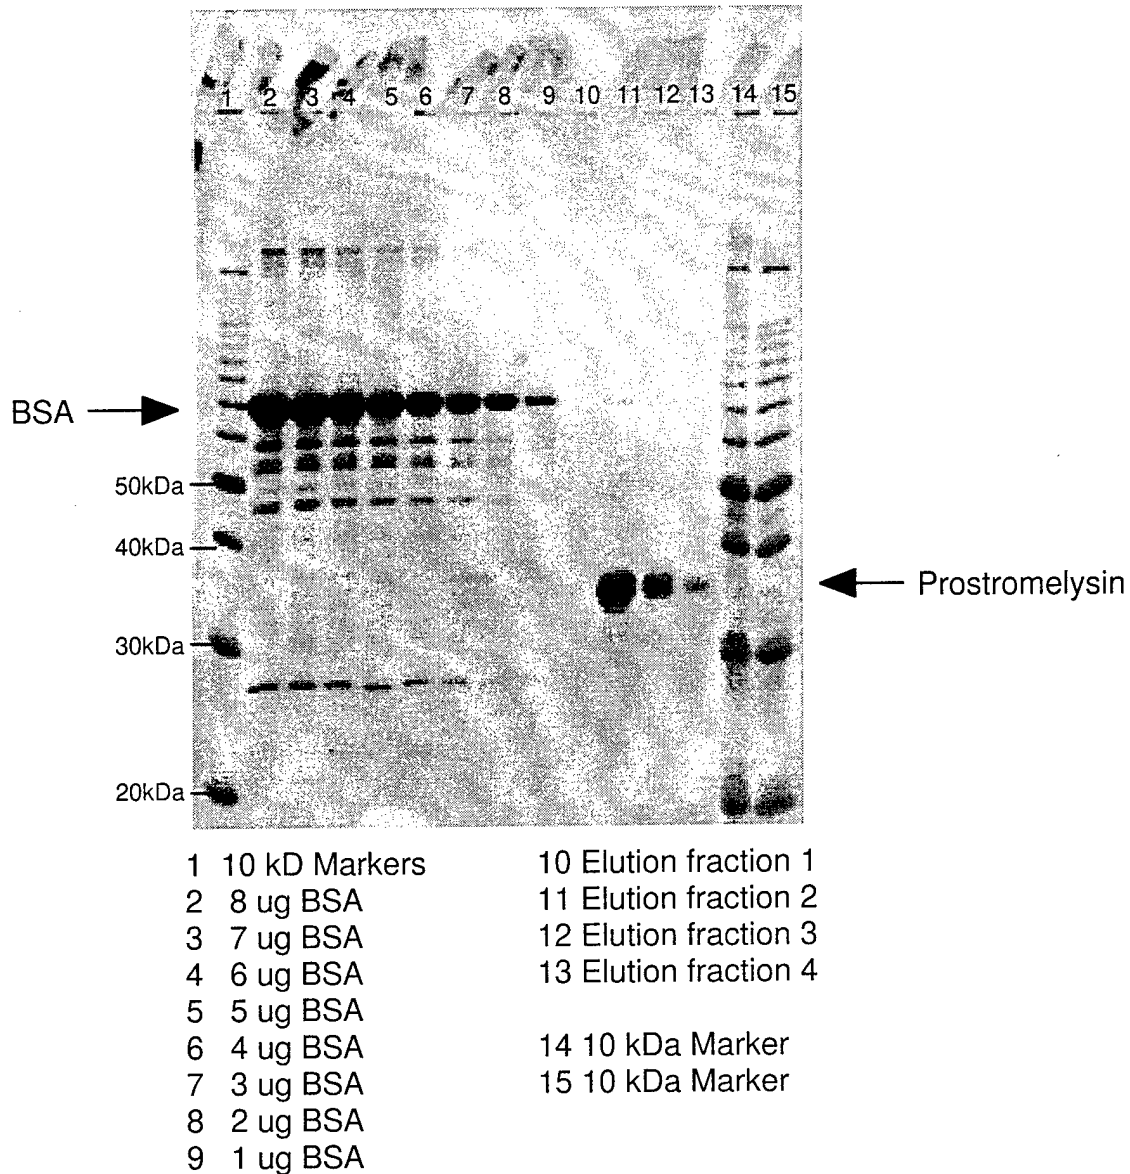 1 2 3 4 5 6 7 8 9 10 11 12 13 14 15
BSA
50kDa
40kDa
Prostromelysin
30kDa
20kDa
1 10 kD Markers
2 8 ug BSA
3 7 ug BSA
4 6 ug BSA
5 5 ug BSA
6 4 ug BSA
7 3 ug BSA
8 2 ug BSA
9 1 ug BSA
10 Elution fraction 1
11 Elution fraction 2
12 Elution fraction 3
13 Elution fraction 4
14 10 kDa Marker
15 10 kDa Marker